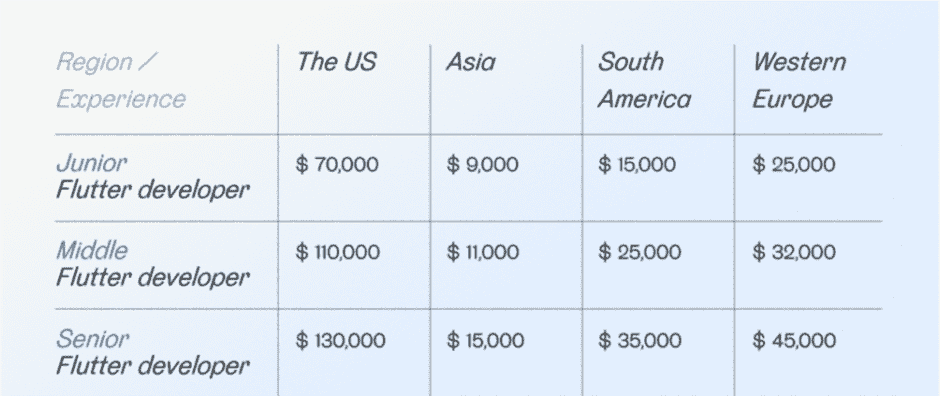 Region / The US Asia South Western
Experience America Europe
Junior $ 70,000 $ 9,000 $ 15,000 $ 25,000
Flutter developer
Middle $ 110,000 $ 11,000 $ 25,000 $ 32,000
Flutter developer
Senior $ 130,000 $ 15,000 $ 35,000 $ 45,000
Flutter developer